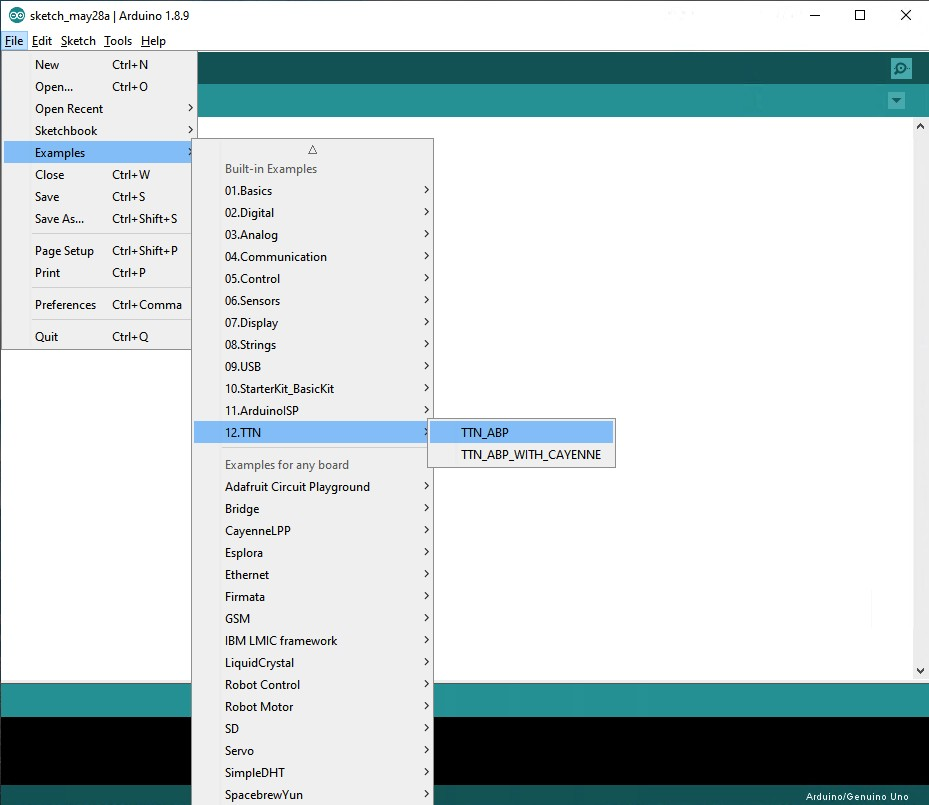 sketch_may28a | Arduino 1.8.9
File Edit Sketch Tools Help
New Ctrl+N
Open... Ctrl+O
Open Recent
Sketchbook
Examples
Close Ctrl+W
Save Ctrl+S
Save As... Ctrl+Shift+S
Page Setup Ctrl+Shift+P
Print Ctrl+P
Preferences Ctrl+Comma
Quit Ctrl+Q
Built-in Examples
01.Basics
02.Digital
03.Analog
04.Communication
05.Control
06.Sensors
07.Display
08.Strings
09.USB
10.StarterKit_BasicKit
11.ArduinoISP
12.TTN
Examples for any board
Adafruit Circuit Playground
Bridge
CayenneLPP
Esplora
Ethernet
Firmata
GSM
IBM LMIC framework
LiquidCrystal
Robot Control
Robot Motor
SD
Servo
SimpleDHT
SpacebrewYun
TTN_ABP
TTN_ABP_WITH_CAYENNE
Arduino/Genuino Uno